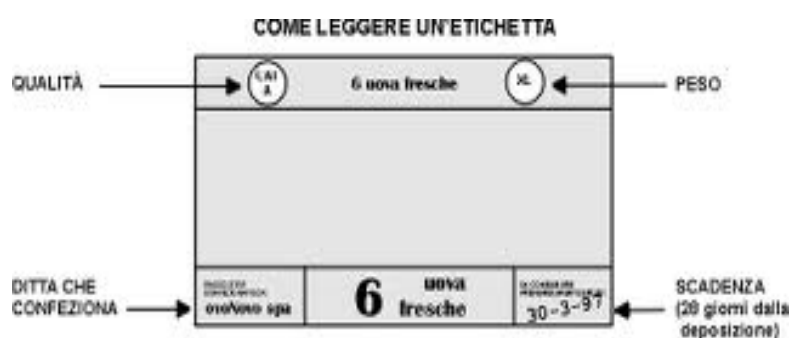 COME LEGGERE UN'ETICHETTA
QUALITÀ
CAT
A
6 uova fresche
XL
PESO
DITTA CHE
CONFEZIONA
ovoNovo spa
6 uova
fresche
30-3-97
SCADENZA
(28 giorni dalla
deposizione)